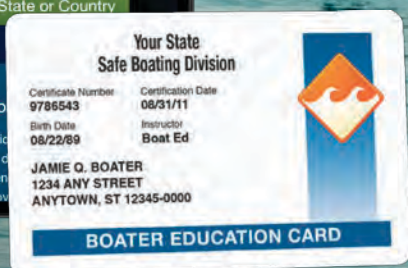 State or Country
Your State
Safe Boating Division
Certificate Number
9786543
Certification Date
08/31/11
Birth Date
08/22/89
Instructor
Boat Ed
JAMIE Q. BOATER
1234 ANY STREET
ANYTOWN, ST 12345-0000
BOATER EDUCATION CARD